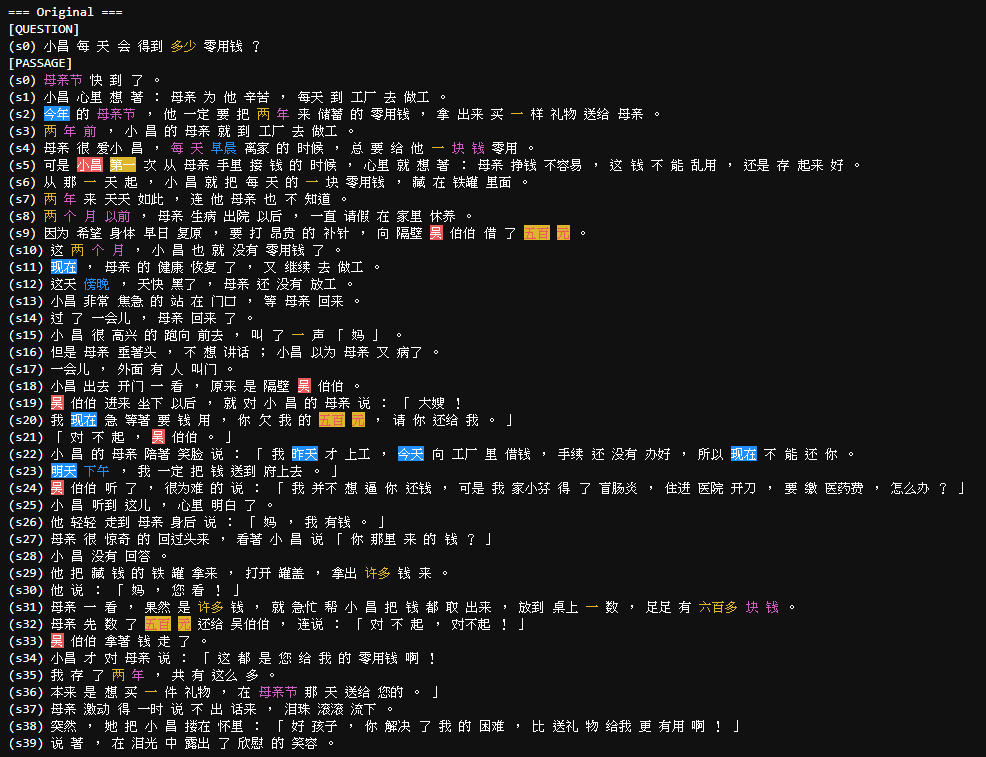 === Original ===
[QUESTION]
(s0) 小昌 每 天 会 得到 多少 零用钱 ？
[PASSAGE]
(s0) 母亲节 快 到 了 。
(s1) 小昌 心里 想 著 ： 母亲 为 他 辛苦 ， 每天 到 工厂 去 做工 。
(s2) 今年 的 母亲节 ， 他 一定 要 把 两 年 来 储蓄 的 零用钱 ， 拿 出来 买 一 样 礼物 送给 母亲 。
(s3) 两 年 前 ， 小 昌 的 母亲 就 到 工厂 去 做工 。
(s4) 母亲 很 爱小 昌 ， 每 天 早晨 离家 的 时候 ， 总 要 给 他 一 块 钱 零用 。
(s5) 可是 小昌 第一 次 从 母亲 手里 接 钱 的 时候 ， 心里 就 想 著 ： 母亲 挣钱 不容易 ， 这 钱 不 能 乱用 ， 还是 存 起来 好 。
(s6) 从 那 一 天 起 ， 小 昌 就 把 每 天 的 一 块 零用钱 ， 藏 在 铁罐 里面 。
(s7) 两 年 来 天天 如此 ， 连 他 母亲 也 不 知道 。
(s8) 两 个 月 以前 ， 母亲 生病 出院 以后 ， 一直 请假 在 家里 休养 。
(s9) 因为 希望 身体 早日 复原 ， 要 打 昂贵 的 补针 ， 向 隔壁 吴 伯伯 借 了 五百 元 。
(s10) 这 两 个 月 ， 小 昌 也 就 没有 零用钱 了 。
(s11) 现在 ， 母亲 的 健康 恢复 了 ， 又 继续 去 做工 。
(s12) 这天 傍晚 ， 天快 黑了 ， 母亲 还 没有 放工 。
(s13) 小昌 非常 焦急 的 站 在 门口 ， 等 母亲 回来 。
(s14) 过 了 一会儿 ， 母亲 回来 了 。
(s15) 小 昌 很 高兴 的 跑向 前去 ， 叫 了 一 声 「 妈 」 。
(s16) 但是 母亲 垂著头 ， 不 想 讲话 ； 小昌 以为 母亲 又 病了 。
(s17) 一会儿 ， 外面 有 人 叫门 。
(s18) 小昌 出去 开门 一 看 ， 原来 是 隔壁 吴 伯伯 。
(s19) 吴 伯伯 进来 坐下 以后 ， 就 对 小 昌 的 母亲 说 ： 「 大嫂 ！
(s20) 我 现在 急 等著 要 钱 用 ， 你 欠 我 的 五百 元 ， 请 你 还给 我 。 」
(s21) 「 对 不 起 ， 吴 伯伯 。 」
(s22) 小 昌 的 母亲 陪著 笑脸 说 ： 「 我 昨天 才 上工 ， 今天 向 工厂 里 借钱 ， 手续 还 没有 办好 ， 所以 现在 不 能 还 你 。
(s23) 明天 下午 ， 我 一定 把 钱 送到 府上去 。 」
(s24) 吴 伯伯 听 了 ， 很为难 的 说 ： 「 我 并不 想 逼 你 还钱 ， 可是 我 家小芬 得 了 盲肠炎 ， 住进 医院 开刀 ， 要 缴 医药费 ， 怎么办 ？ 」
(s25) 小 昌 听到 这儿 ， 心里 明白 了 。
(s26) 他 轻轻 走到 母亲 身后 说 ： 「 妈 ， 我 有钱 。 」
(s27) 母亲 很 惊奇 的 回过头来 ， 看著 小 昌 说 「 你 那里 来 的 钱 ？ 」
(s28) 小 昌 没有 回答 。
(s29) 他 把 藏 钱 的 铁 罐 拿来 ， 打开 罐盖 ， 拿出 许多 钱 来 。
(s30) 他 说 ： 「 妈 ， 您 看 ！ 」
(s31) 母亲 一 看 ， 果然 是 许多 钱 ， 就 急忙 帮 小 昌 把 钱 都 取 出来 ， 放到 桌上 一 数 ， 足足 有 六百多 块 钱 。
(s32) 母亲 先 数 了 五百 元 还给 吴伯伯 ， 连说 ： 「 对 不 起 ， 对不起 ！ 」
(s33) 吴 伯伯 拿著 钱 走 了 。
(s34) 小昌 才 对 母亲 说 ： 「 这 都 是 您 给 我 的 零用钱 啊 ！
(s35) 我 存 了 两 年 ， 共 有 这么 多 。
(s36) 本来 是 想 买 一 件 礼物 ， 在 母亲节 那 天 送给 您的 。 」
(s37) 母亲 激动 得 一时 说 不 出 话来 ， 泪珠 滚滚 流下 。
(s38) 突然 ， 她 把 小 昌 搂在 怀里 ： 「 好 孩子 ， 你 解决 了 我 的 困难 ， 比 送礼 物 给我 更 有用 啊 ！ 」
(s39) 说 著 ， 在 泪光 中 露出 了 欣慰 的 笑容 。